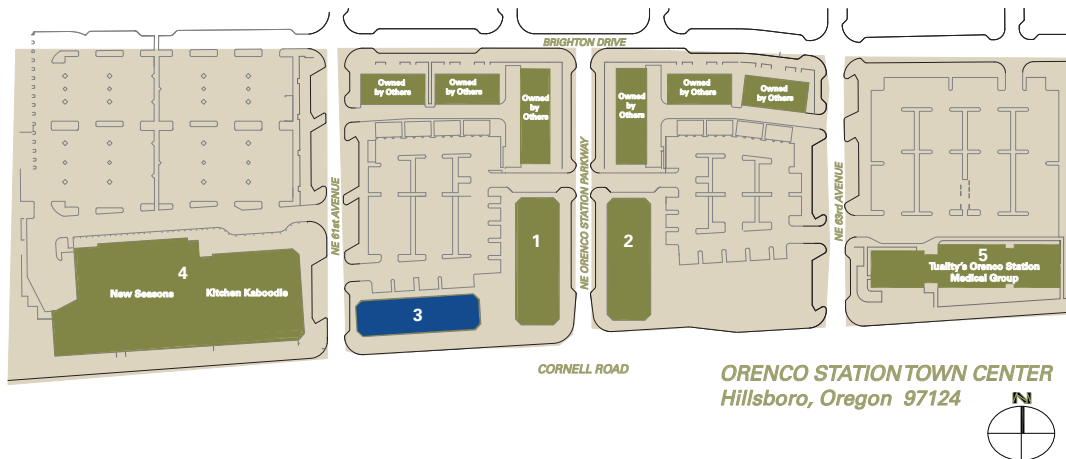 BRIGHTON DRIVE
Owned
by Others
Owned
by Others
Owned
by
Others
Owned
by
Others
Owned
by Others
Owned
by Others
NE 61st AVENUE
NE ORENCO STATION PARKWAY
NE 63rd AVENUE
1
2
3
4
New Seasons
Kitchen Kaboodle
5
Tuality's Orenco Station
Medical Group
CORNELL ROAD
ORENCO STATION TOWN CENTER
Hillsboro, Oregon 97124
N